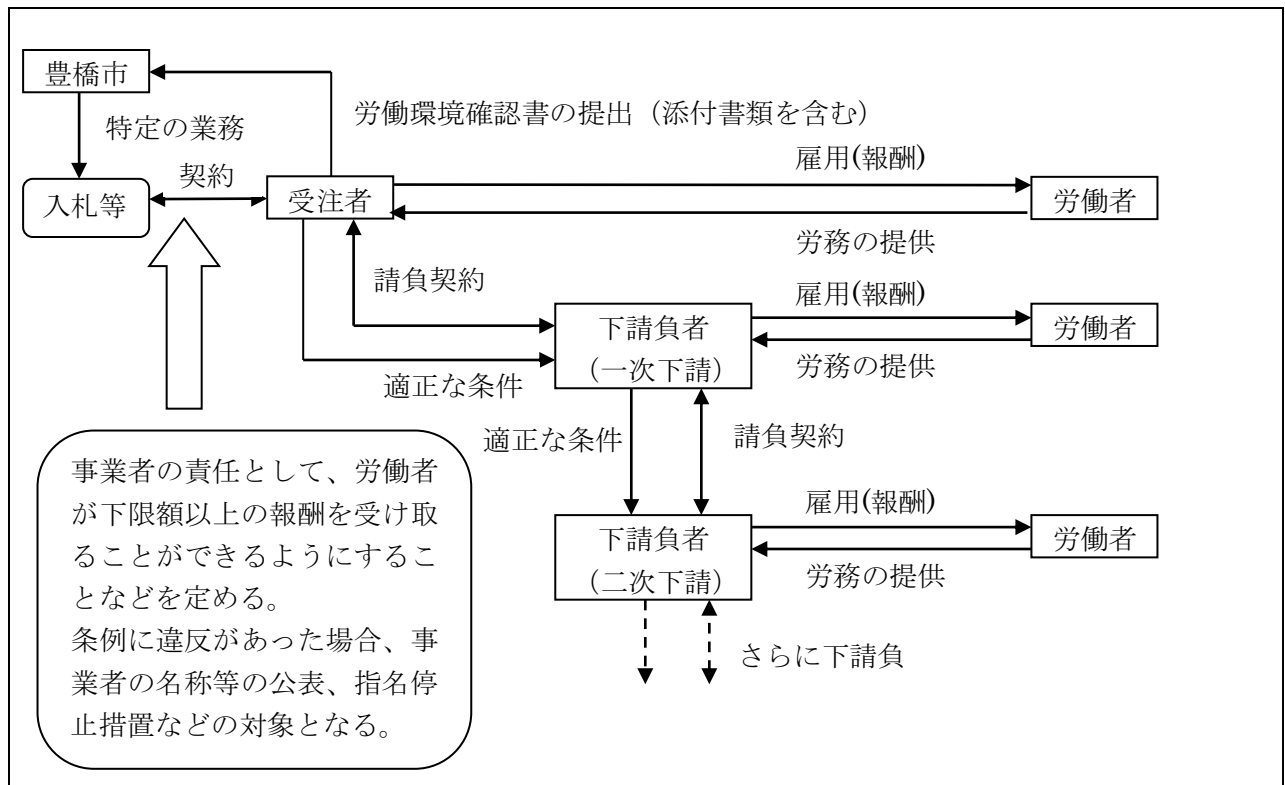 豊橋市
労働環境確認書の提出（添付書類を含む）
特定の業務
雇用(報酬)
契約
入札等
受注者
労働者
労務の提供
請負契約
雇用(報酬)
下請負者
（一次下請）
労働者
労務の提供
適正な条件
適正な条件
請負契約
事業者の責任として、労働者
が下限額以上の報酬を受け取
ることができるようにするこ
となどを定める。
条例に違反があった場合、事
業者の名称等の公表、指名停
止措置などの対象となる。
雇用(報酬)
下請負者
（二次下請）
労働者
労務の提供
さらに下請負